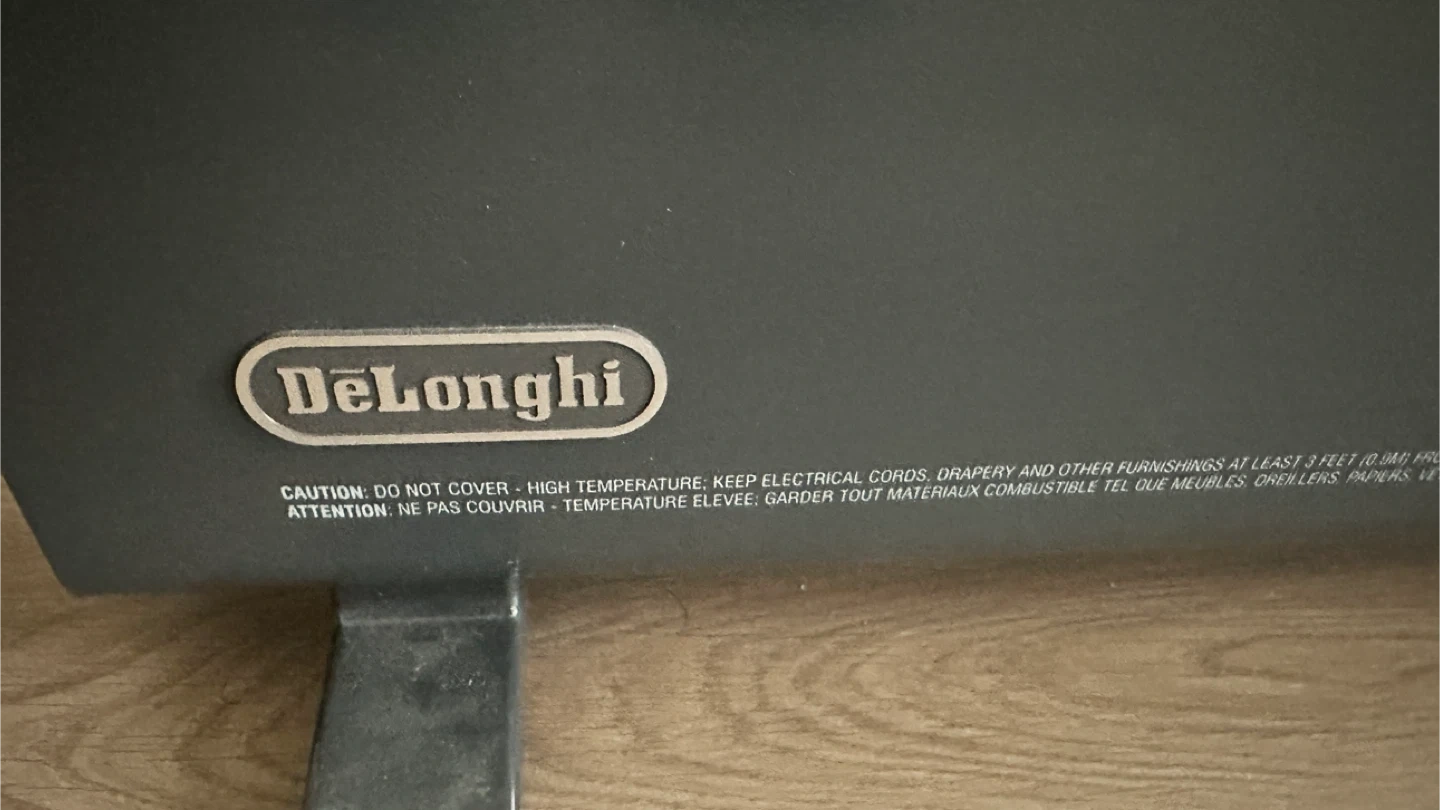 DēLonghi
CAUTION: DO NOT COVER - HIGH TEMPERATURE; KEEP ELECTRICAL CORDS, DRAPERY AND OTHER FURNISHINGS AT LEAST 3 FEET (0.9M)
ATTENTION: NE PAS COUVRIR - TEMPERATURE ELEVEE; GARDER TOUT MATERIAUX COMBUSTIBLE TEL QUE MEUBLES, OREILLERS, PAPIERS,